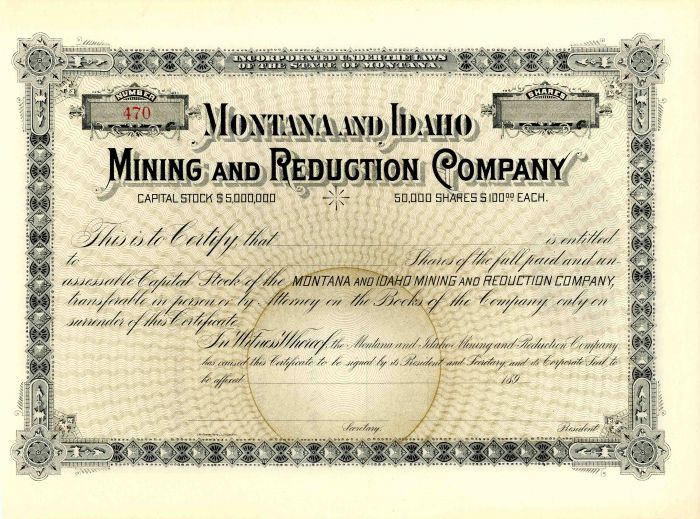 INCORPORATED UNDER THE LAWS
OF THE STATE OF MONTANA.
NUMBER
470
SHARES
MONTANA AND IDAHO
MINING AND REDUCTION COMPANY
CAPITAL STOCK $5,000,000
50,000 SHARES $100.00 EACH.
This is to Certify, that is entitled
to Shares of the full paid and un-
assessable Capital Stock of the MONTANA AND IDAHO MINING AND REDUCTION COMPANY,
transferable in person or by Attorney on the Books of the Company only on
surrender of this Certificate.
In Witness Whereof, the Montana and Idaho Mining and Reduction Company
has caused this Certificate to be signed by its President and Secretary and its Corporate Seal to
be affixed 189
Secretary. President.